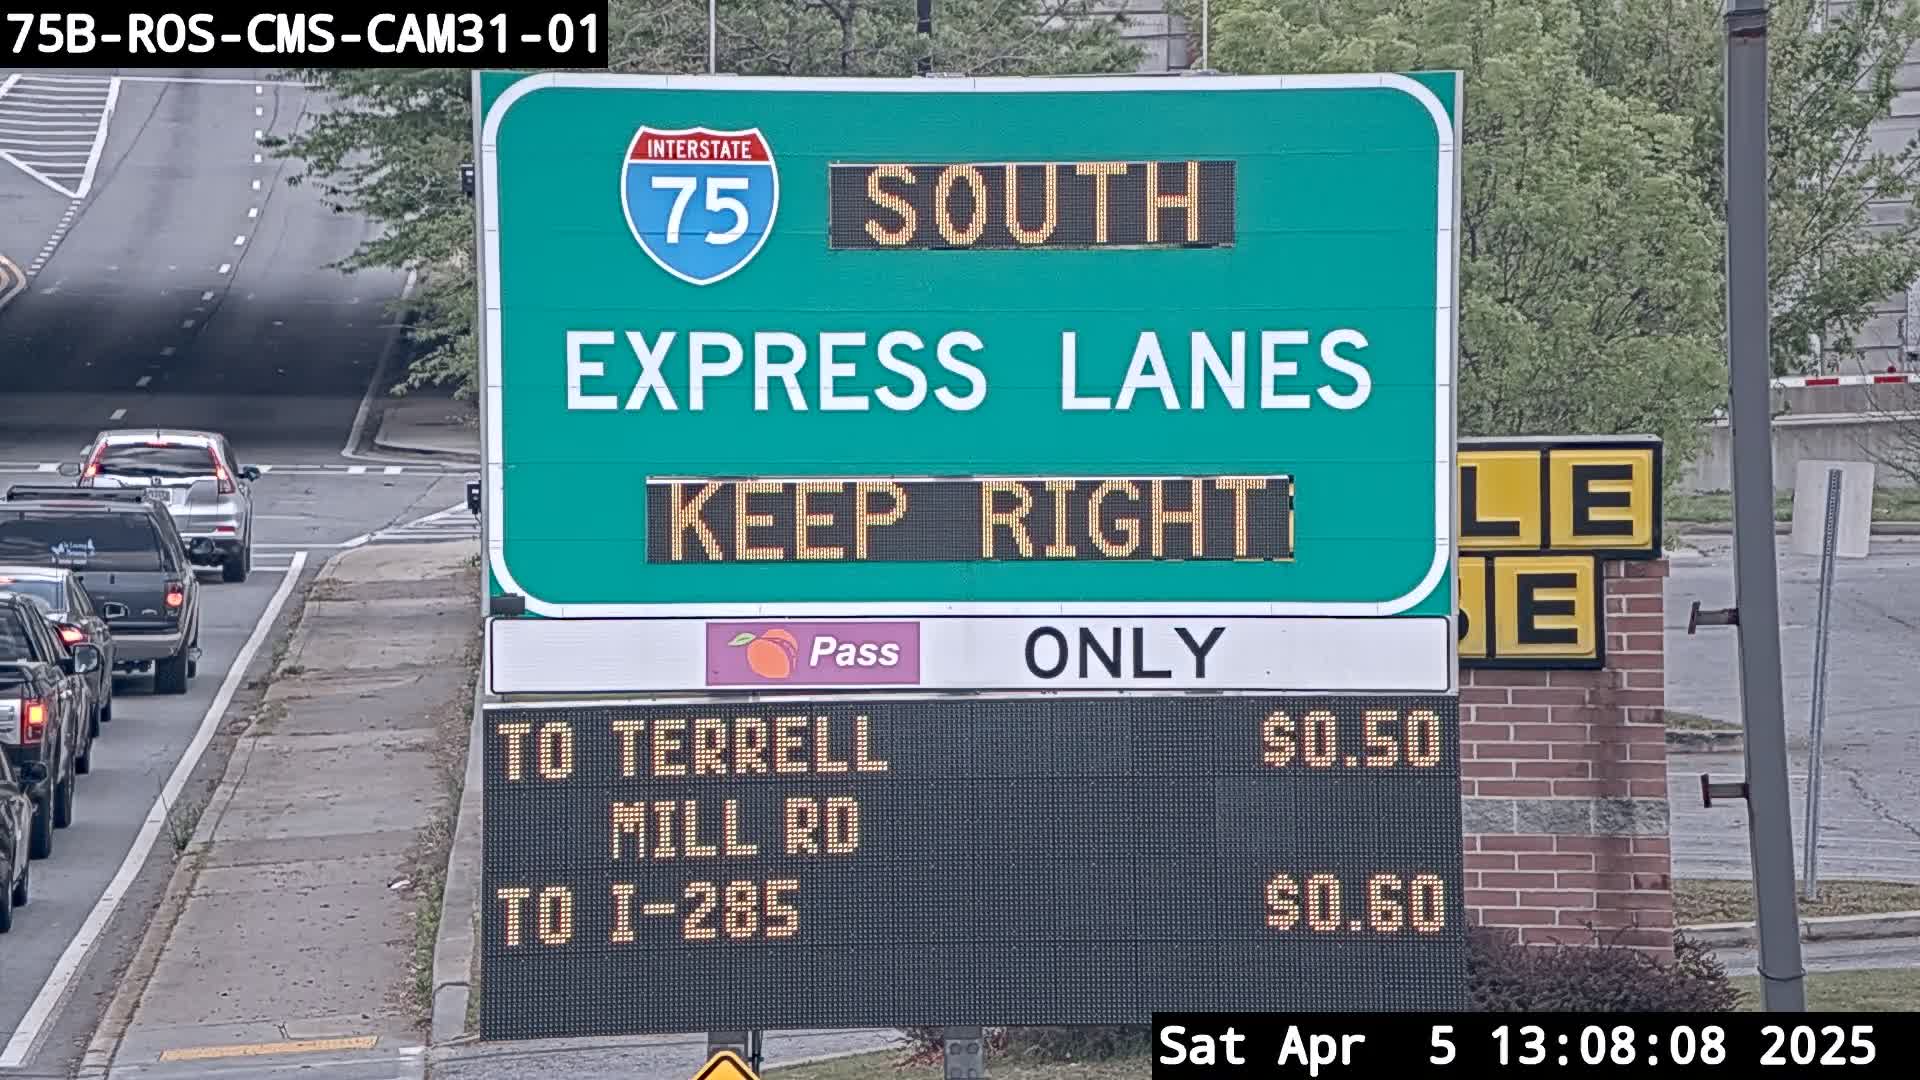 75B-ROS-CMS-CAM31-01
INTERSTATE
75
SOUTH
EXPRESS LANES
KEEP RIGHT
Pass ONLY
TO TERRELL $0.50
MILL RD
TO I-285 $0.60
LE
E
Sat Apr 5 13:08:08 2025